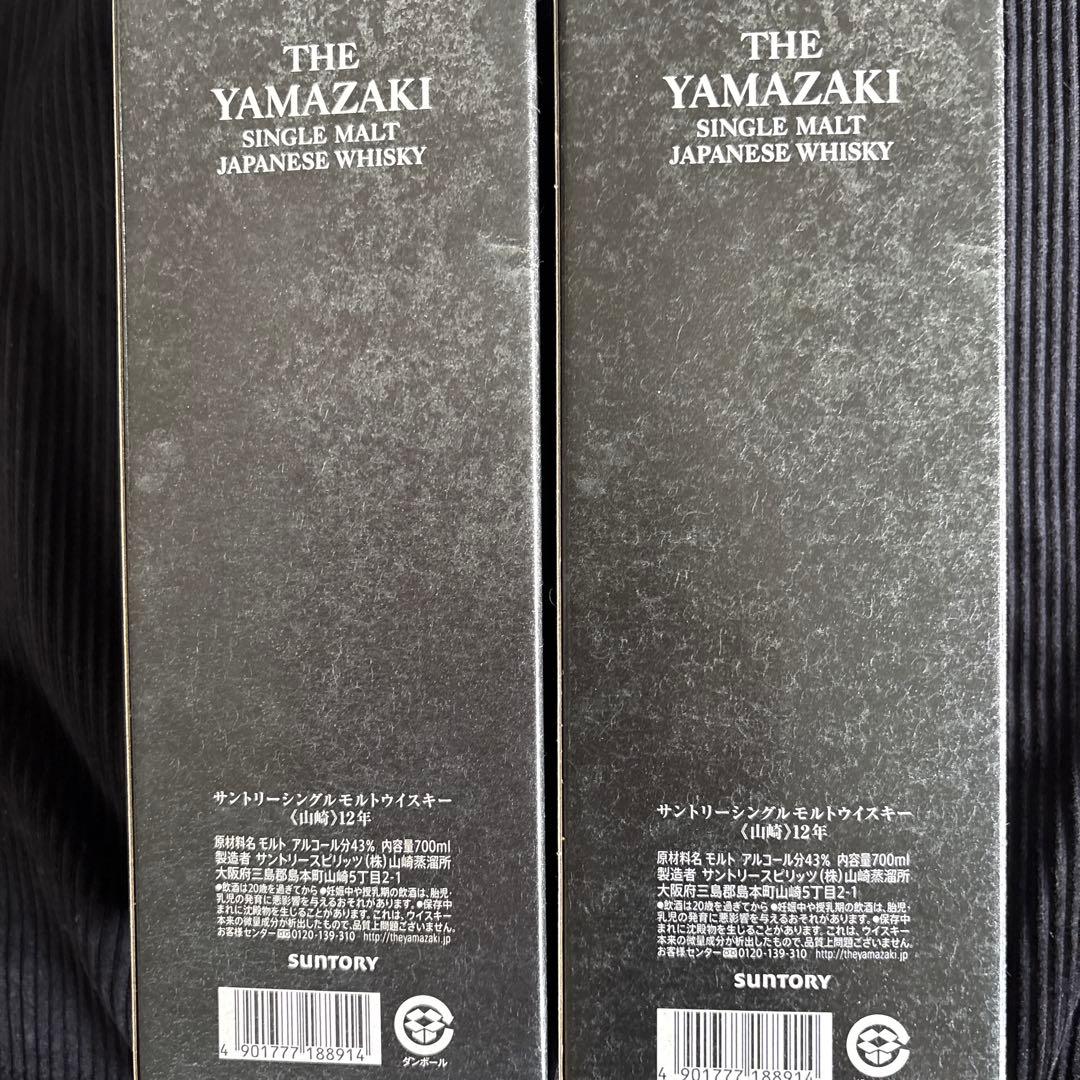 THE
YAMAZAKI
SINGLE MALT
JAPANESE WHISKY
サントリーシングルモルトウイスキー
〈山崎〉12年
原材料名 モルト アルコール分43% 内容量700ml
製造者 サントリースピリッツ(株)山崎蒸溜所
大阪府三島郡島本町山崎5丁目2-1
●飲酒は20歳を過ぎてから ●妊娠中や授乳期の飲酒は、胎児・
乳児の発育に悪影響を与えるおそれがあります。●保存中
まれに沈殿物を生じることがあります。これは、ウイスキー
本来の微量成分が析出したもので、品質上問題ございません。
お客様センター 0120-139-310 http://theyamazaki.jp
SUNTORY
4 901777 188914
ダンボール
THE
YAMAZAKI
SINGLE MALT
JAPANESE WHISKY
サントリーシングルモルトウイスキー
〈山崎〉12年
原材料名 モルト アルコール分43% 内容量700ml
製造者 サントリースピリッツ(株)山崎蒸溜所
大阪府三島郡島本町山崎5丁目2-1
●飲酒は20歳を過ぎてから ●妊娠中や授乳期の飲酒は、胎児・
乳児の発育に悪影響を与えるおそれがあります。●保存中
まれに沈殿物を生じることがあります。これは、ウイスキー
本来の微量成分が析出したもので、品質上問題ございません。
お客様センター 0120-139-310 http://theyamazaki.jp
SUNTORY
4 901777 188914